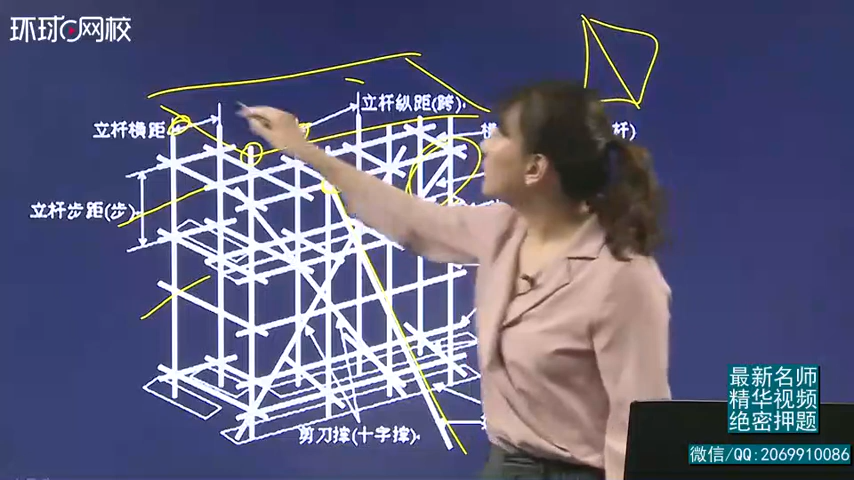 环球网校
立杆纵距(跨)
立杆横距
杆)
立杆步距(步)
剪刀撑(十字撑)
最新名师
精华视频
绝密押题
微信/QQ:2069910086